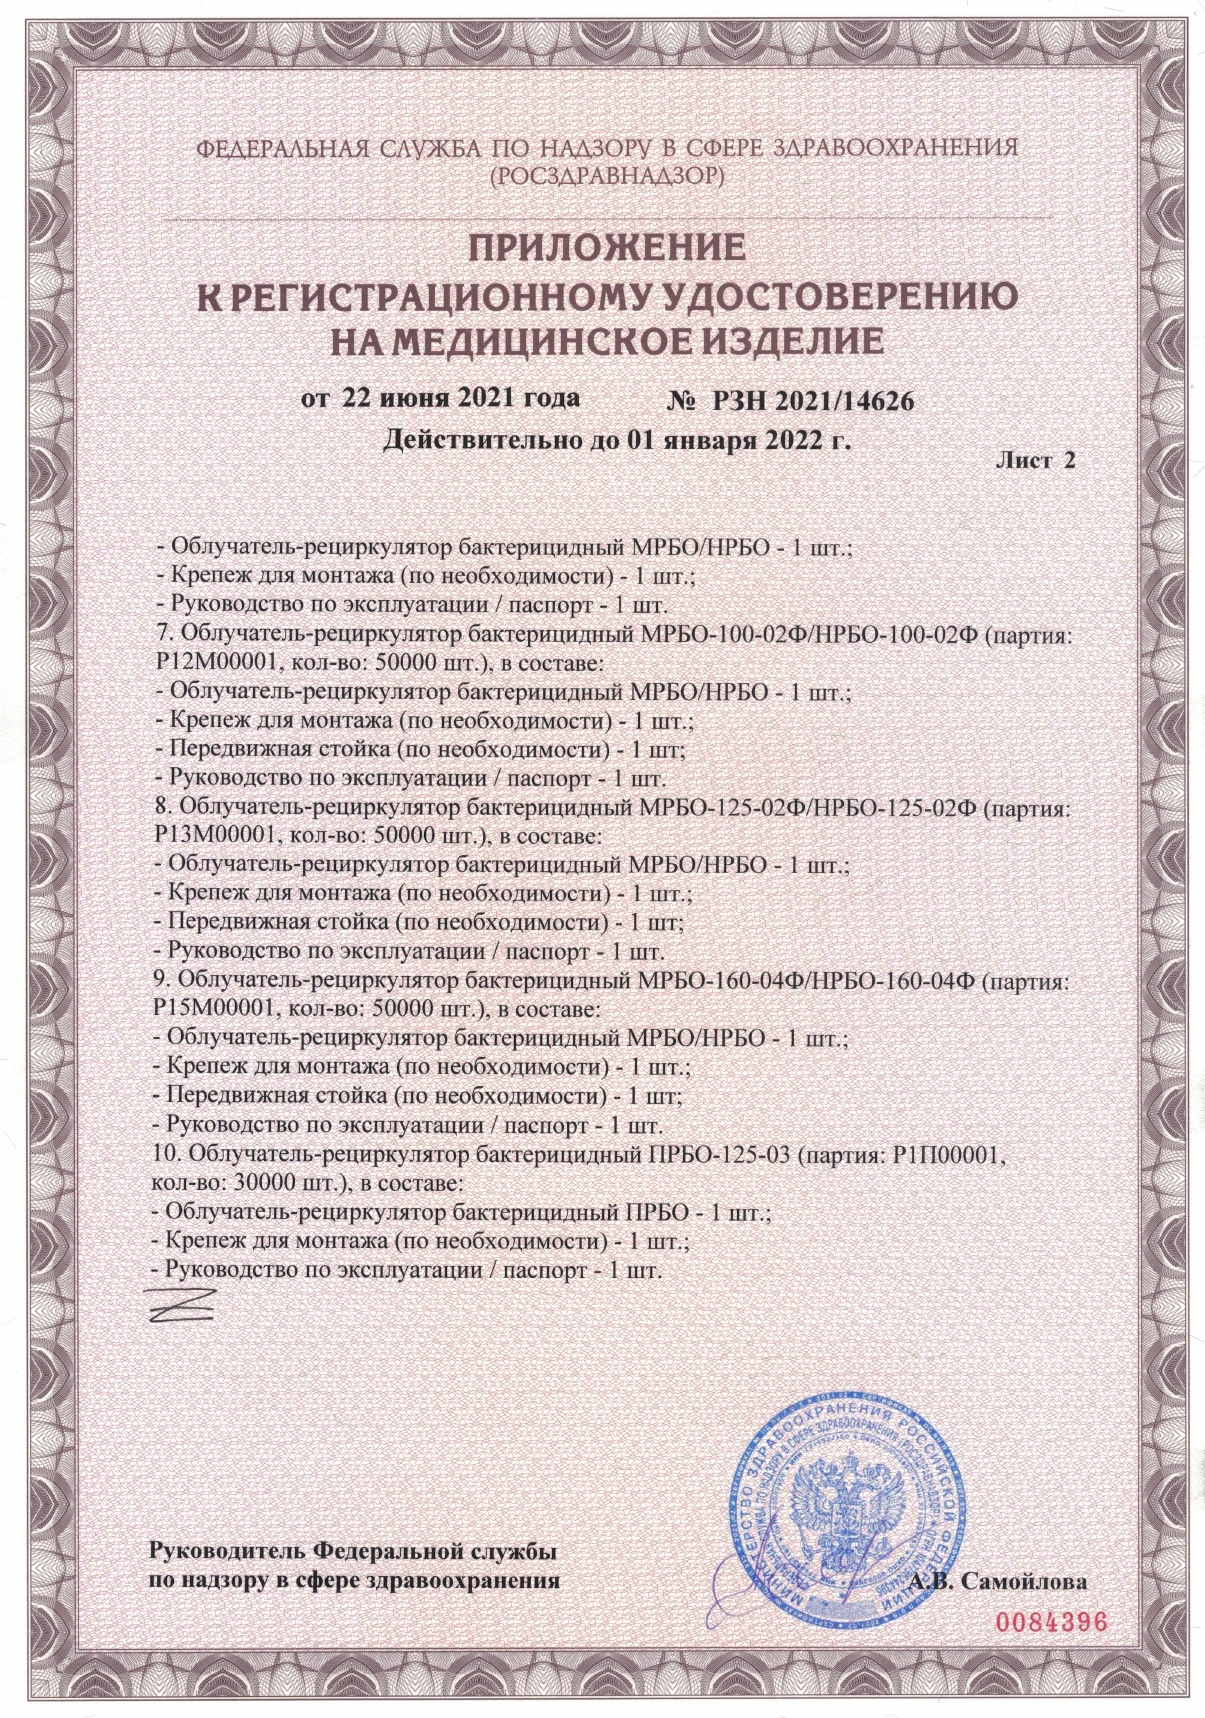 ФЕДЕРАЛЬНАЯ СЛУЖБА ПО НАДЗОРУ В СФЕРЕ ЗДРАВООХРАНЕНИЯ
(РОСЗДРАВНАДЗОР)
ПРИЛОЖЕНИЕ
К РЕГИСТРАЦИОННОМУ УДОСТОВЕРЕНИЮ
НА МЕДИЦИНСКОЕ ИЗДЕЛИЕ
от 22 июня 2021 года № РЗН 2021/14626
Действительно до 01 января 2022 г.
Лист 2
- Облучатель-рециркулятор бактерицидный МРБО/НРБО - 1 шт.;
- Крепеж для монтажа (по необходимости) - 1 шт.;
- Руководство по эксплуатации / паспорт - 1 шт.
7. Облучатель-рециркулятор бактерицидный МРБО-100-02Ф/НРБО-100-02Ф (партия:
Р12М00001, кол-во: 50000 шт.), в составе:
- Облучатель-рециркулятор бактерицидный МРБО/НРБО - 1 шт.;
- Крепеж для монтажа (по необходимости) - 1 шт.;
- Передвижная стойка (по необходимости) - 1 шт;
- Руководство по эксплуатации / паспорт - 1 шт.
8. Облучатель-рециркулятор бактерицидный МРБО-125-02Ф/НРБО-125-02Ф (партия:
Р13М00001, кол-во: 50000 шт.), в составе:
- Облучатель-рециркулятор бактерицидный МРБО/НРБО - 1 шт.;
- Крепеж для монтажа (по необходимости) - 1 шт.;
- Передвижная стойка (по необходимости) - 1 шт;
- Руководство по эксплуатации / паспорт - 1 шт.
9. Облучатель-рециркулятор бактерицидный МРБО-160-04Ф/НРБО-160-04Ф (партия:
Р15М00001, кол-во: 50000 шт.), в составе:
- Облучатель-рециркулятор бактерицидный МРБО/НРБО - 1 шт.;
- Крепеж для монтажа (по необходимости) - 1 шт.;
- Передвижная стойка (по необходимости) - 1 шт;
- Руководство по эксплуатации / паспорт - 1 шт.
10. Облучатель-рециркулятор бактерицидный ПРБО-125-03 (партия: Р1П00001,
кол-во: 30000 шт.), в составе:
- Облучатель-рециркулятор бактерицидный ПРБО - 1 шт.;
- Крепеж для монтажа (по необходимости) - 1 шт.;
- Руководство по эксплуатации / паспорт - 1 шт.
МИНИСТЕРСТВО ЗДРАВООХРАНЕНИЯ РОССИЙСКОЙ ФЕДЕРАЦИИ
Руководитель Федеральной службы
по надзору в сфере здравоохранения
А.В. Самойлова
0084396